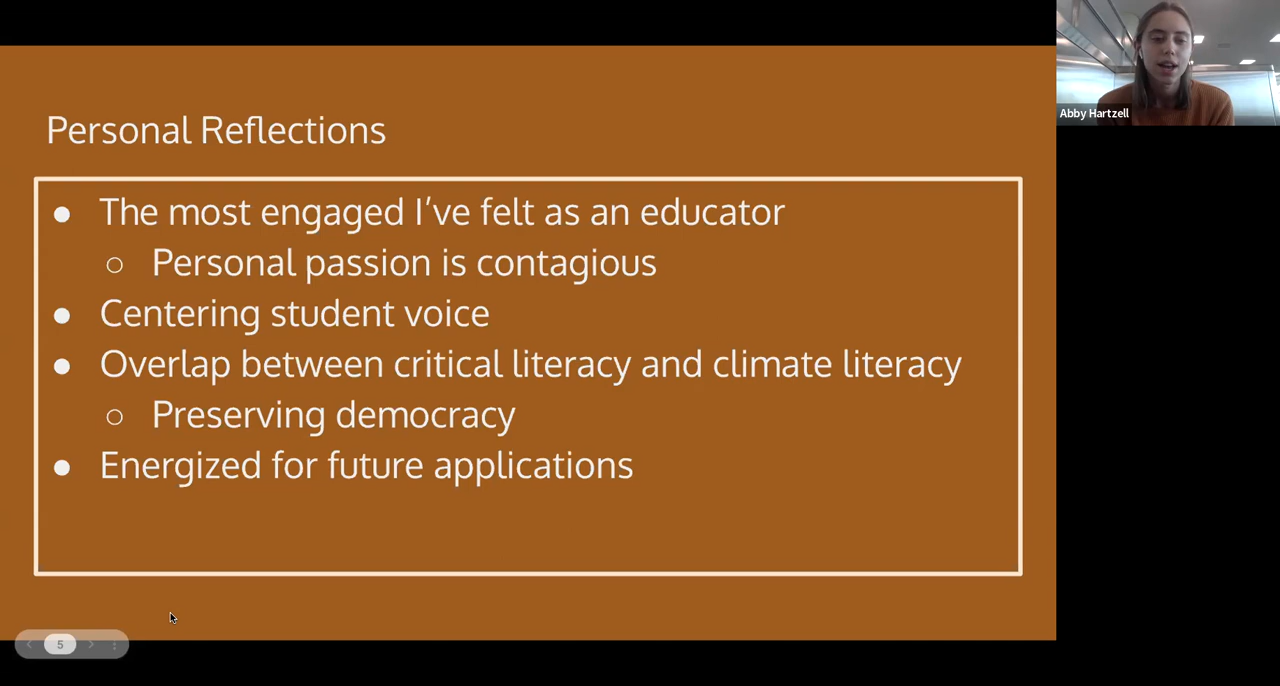 Personal Reflections
● The most engaged I've felt as an educator
○ Personal passion is contagious
● Centering student voice
● Overlap between critical literacy and climate literacy
○ Preserving democracy
● Energized for future applications
5
Abby Hartzell